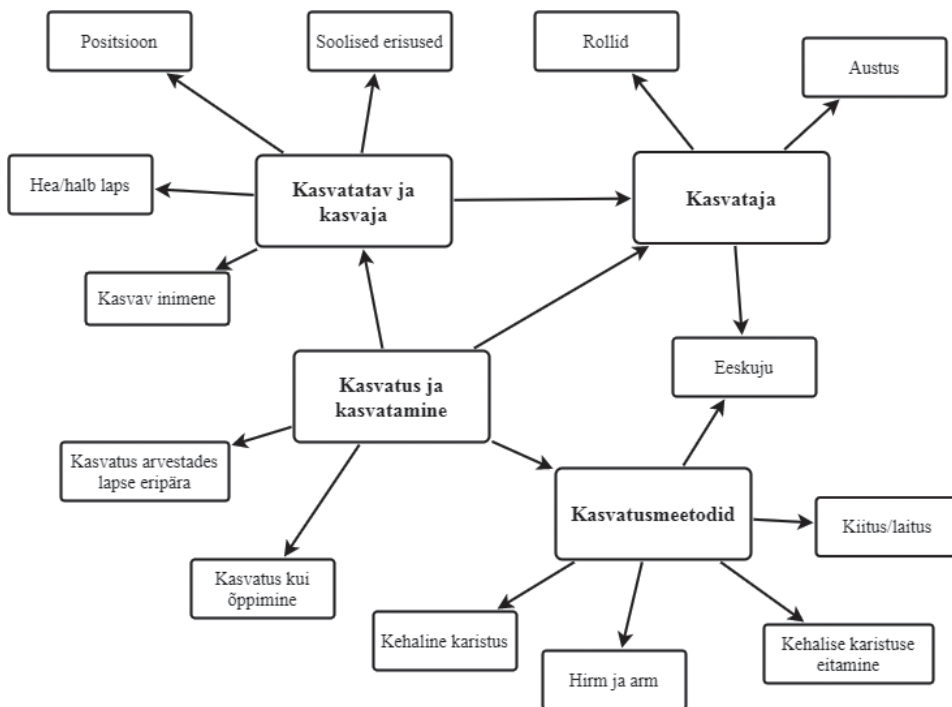 Positsioon
Soolised erisused
Rollid
Austus
Hea/halb laps
Kasvatatav ja
kasvaja
Kasvataja
Kasvav inimene
Kasvatus ja
kasvatamine
Eeskuju
Kasvatus arvestades
lapse eripära
Kasvatusmeetodid
Kiitus/laitus
Kasvatus kui
õppimine
Kehaline karistus
Hirm ja arm
Kehalise karistuse
eitamine